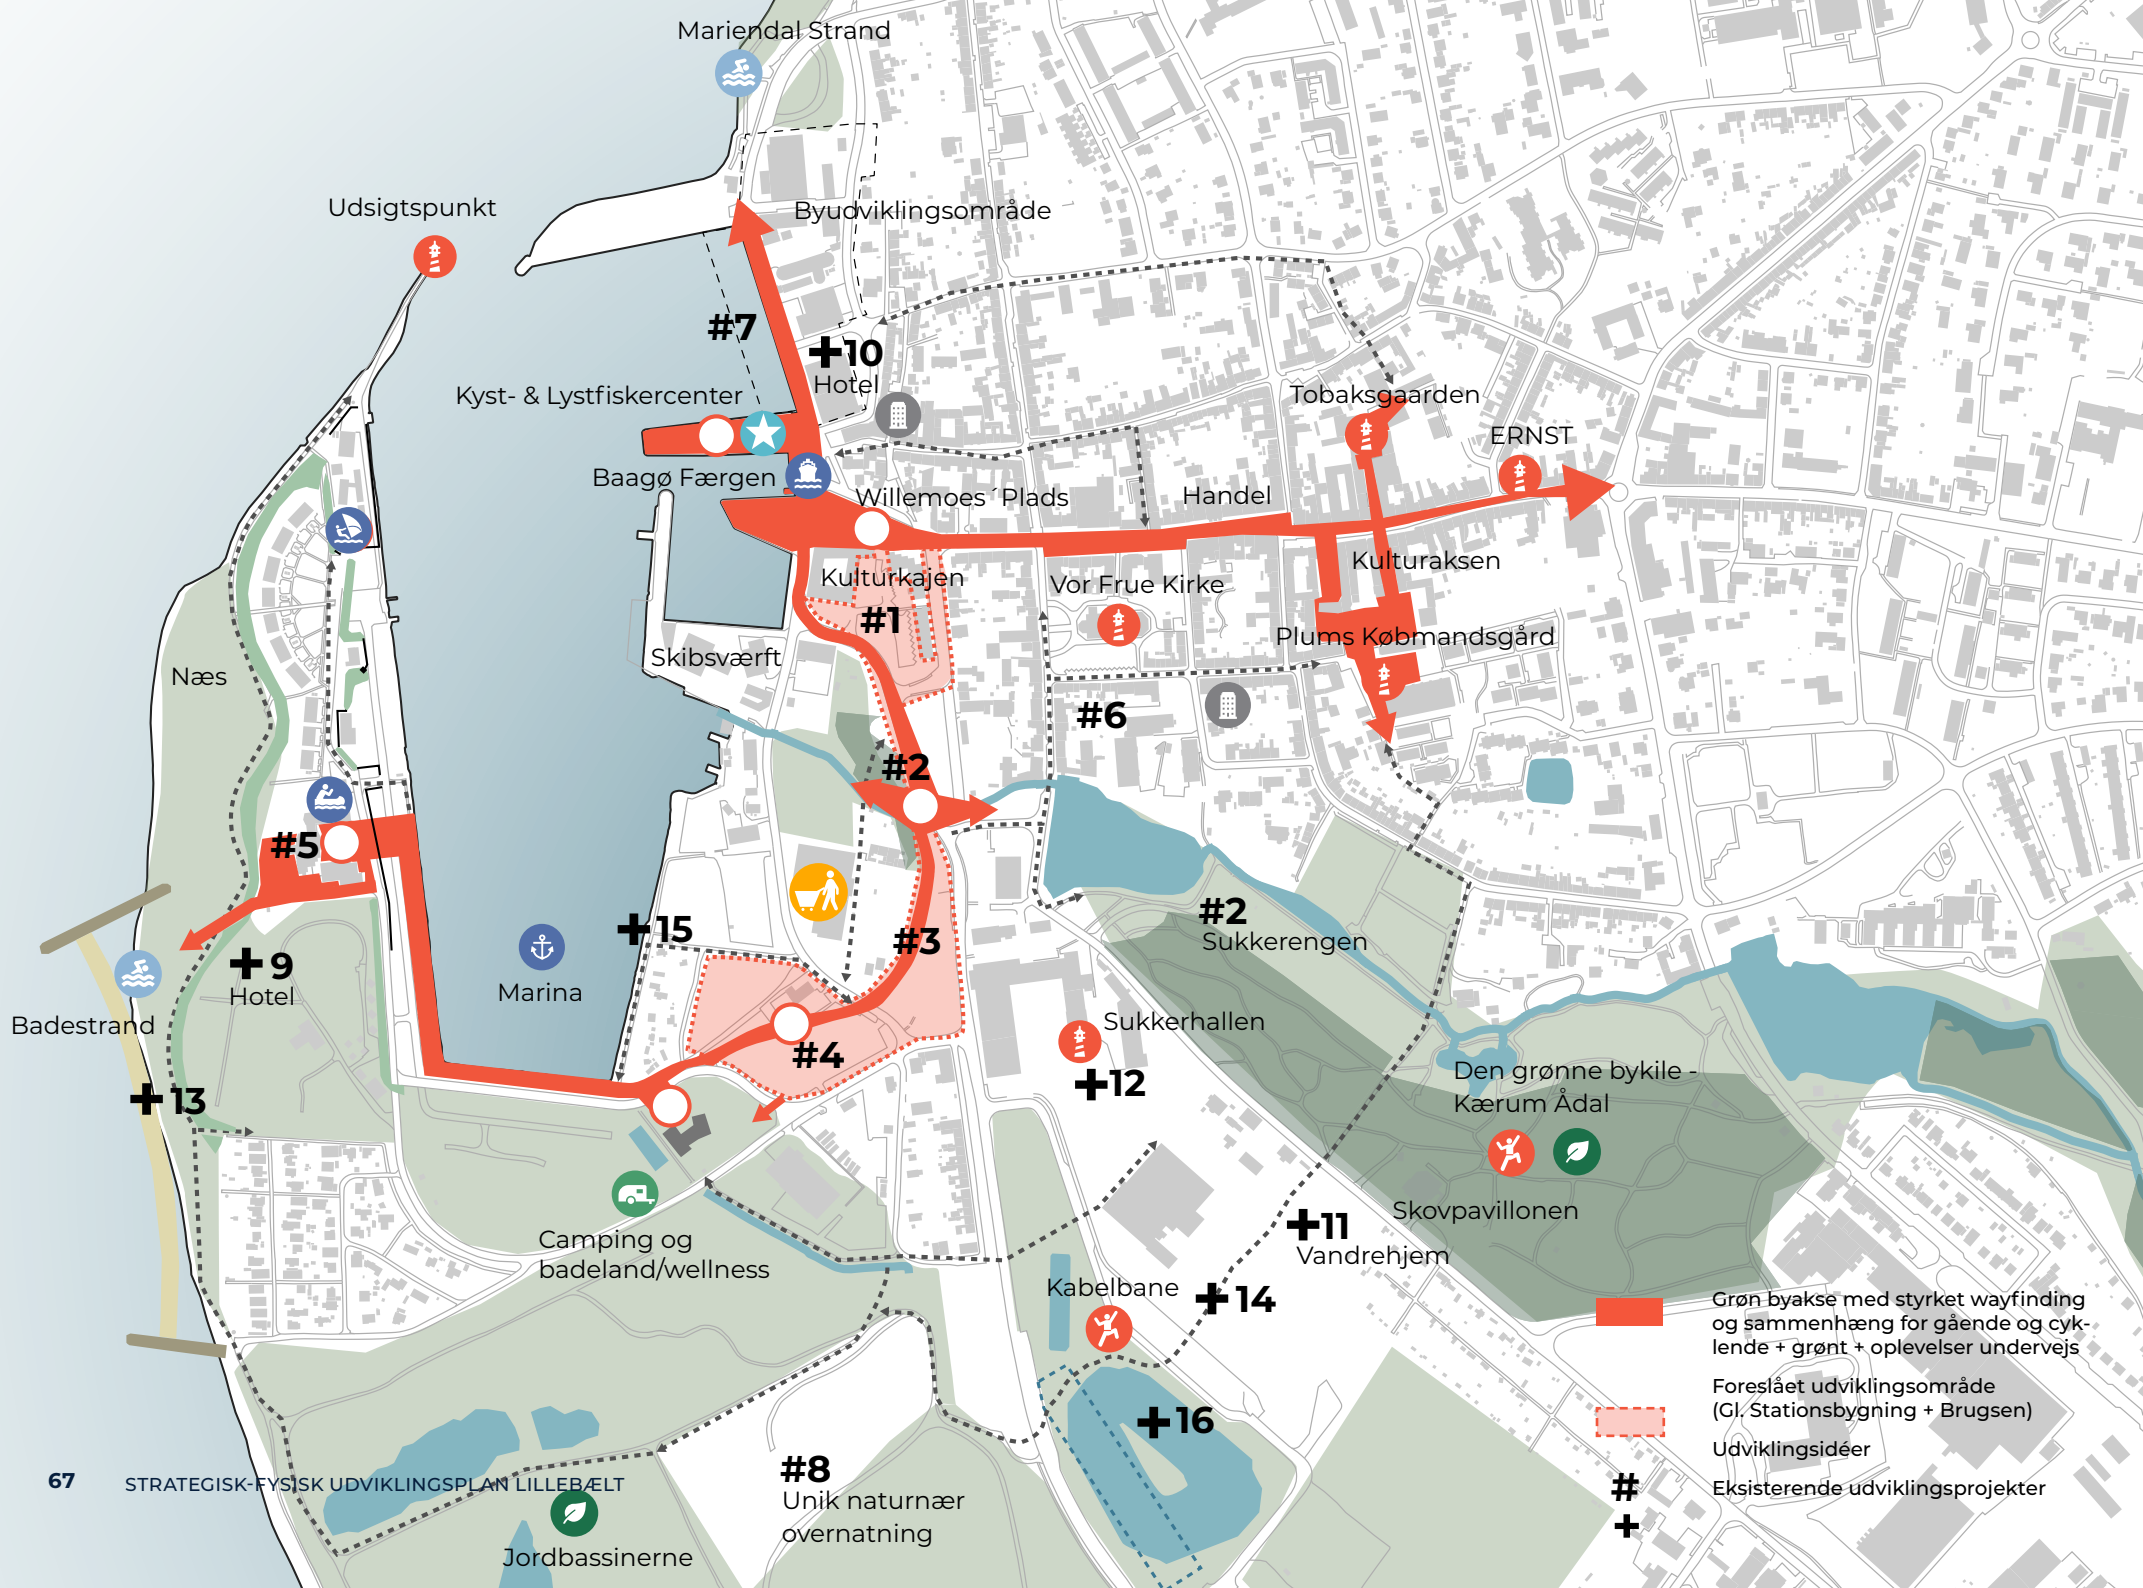 Mariendal Strand
Udsigtspunkt
Byudviklingsområde
#7
+10
Hotel
Kyst- & Lystfiskercenter
Tobaksgaarden
ERNST
Baagø Færgen
Willemoes´Plads
Handel
Kulturkajen
Vor Frue Kirke
Kulturaksen
#1
Plums Købmandsgård
Skibsværft
Næs
#6
#2
#5
#2
Sukkerengen
+15
#3
+9
Hotel
Marina
Badestrand
Sukkerhallen
#4
+12
Den grønne bykile -
Kærum Ådal
+13
Skovpavillonen
+11
Vandrehjem
Camping og
badeland/wellness
Kabelbane
+14
+16
#8
Unik naturnær
overnatning
Jordbassinerne
Grøn byakse med styrket wayfinding
og sammenhæng for gående og cyk-
lende + grønt + oplevelser undervejs
Foreslået udviklingsområde
(Gl. Stationsbygning + Brugsen)
Udviklingsidéer
#
Eksisterende udviklingsprojekter
+
67 STRATEGISK-FYSISK UDVIKLINGSPLAN LILLEBÆLT